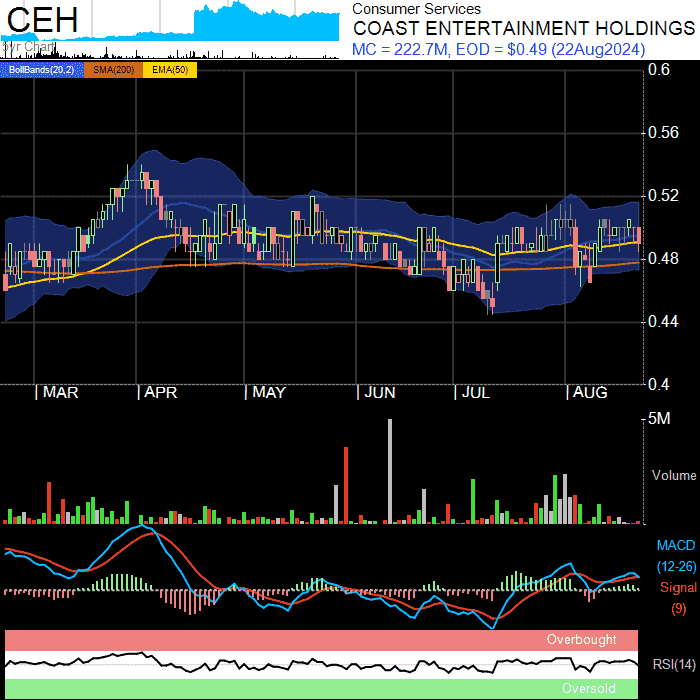 CEH
5yr Chart
Consumer Services
COAST ENTERTAINMENT HOLDINGS
MC = 222.7M, EOD = $0.49 (22Aug2024)
BollBands(20,2) SMA(200) EMA(50)
0.6
0.56
0.52
0.48
0.44
0.4
| MAR | APR | MAY | JUN | JUL | AUG
5M
Volume
MACD
(12-26)
Signal
(9)
Overbought
RSI(14)
Oversold